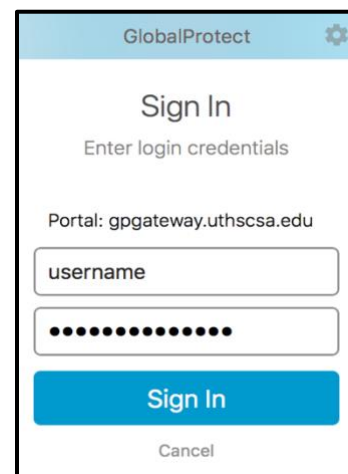 GlobalProtect
Sign In
Enter login credentials
Portal: gpgateway.uthscsa.edu
username
••••••••••••••
Sign In
Cancel